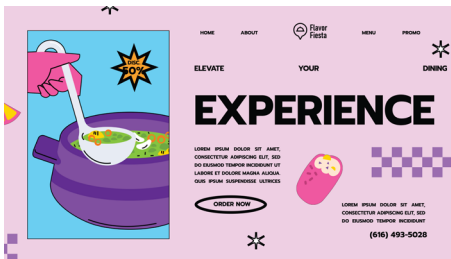 HOME ABOUT Flavor Fiesta MENU PROMO
DISC.
50%
ELEVATE YOUR DINING
EXPERIENCE
LOREM IPSUM DOLOR SIT AMET,
CONSECTETUR ADIPISCING ELIT, SED
DO EIUSMOD TEMPOR INCIDIDUNT UT
LABORE ET DOLORE MAGNA ALIQUA.
QUIS IPSUM SUSPENDISSE ULTRICES
ORDER NOW
LOREM IPSUM DOLOR SIT AMET,
CONSECTETUR ADIPISCING ELIT, SED
DO EIUSMOD TEMPOR INCIDIDUNT
(616) 493-5028